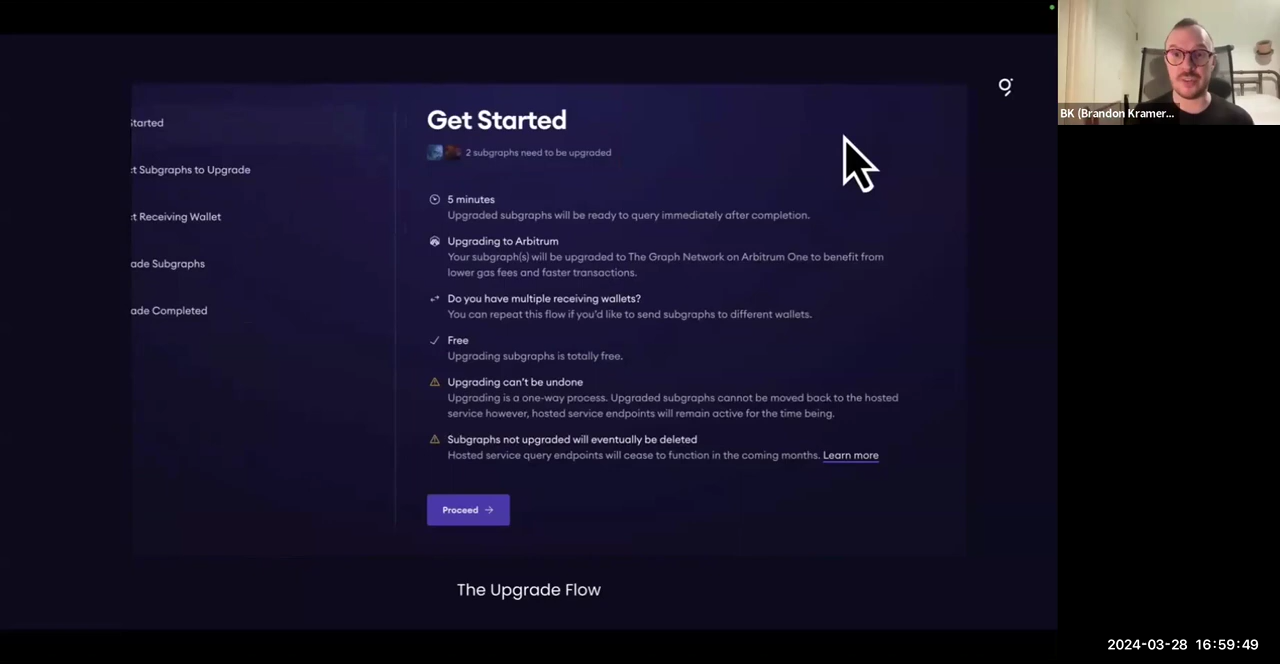 Started
ct Subgraphs to Upgrade
ct Receiving Wallet
ade Subgraphs
ade Completed
Get Started
2 subgraphs need to be upgraded
5 minutes
Upgraded subgraphs will be ready to query immediately after completion.
Upgrading to Arbitrum
Your subgraph(s) will be upgraded to The Graph Network on Arbitrum One to benefit from
lower gas fees and faster transactions.
Do you have multiple receiving wallets?
You can repeat this flow if you'd like to send subgraphs to different wallets.
Free
Upgrading subgraphs is totally free.
Upgrading can't be undone
Upgrading is a one-way process. Upgraded subgraphs cannot be moved back to the hosted
service however, hosted service endpoints will remain active for the time being.
Subgraphs not upgraded will eventually be deleted
Hosted service query endpoints will cease to function in the coming months. Learn more
Proceed
The Upgrade Flow
BK (Brandon Kramer...
2024-03-28 16:59:49